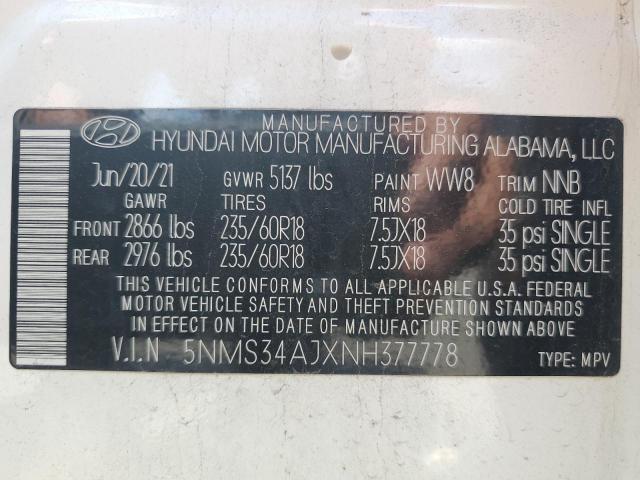 MANUFACTURED BY
HYUNDAI MOTOR MANUFACTURING ALABAMA, LLC
Jun/20/21 GVWR 5137 lbs PAINT WW8 TRIM NNB
GAWR TIRES RIMS COLD TIRE INFL
FRONT 2866 lbs 235/60R18 7.5JX18 35 psi SINGLE
REAR 2976 lbs 235/60R18 7.5JX18 35 psi SINGLE
THIS VEHICLE CONFORMS TO ALL APPLICABLE U.S.A. FEDERAL
MOTOR VEHICLE SAFETY AND THEFT PREVENTION STANDARDS
IN EFFECT ON THE DATE OF MANUFACTURE SHOWN ABOVE
V.I.N 5NMS34AJXNH377778 TYPE: MPV